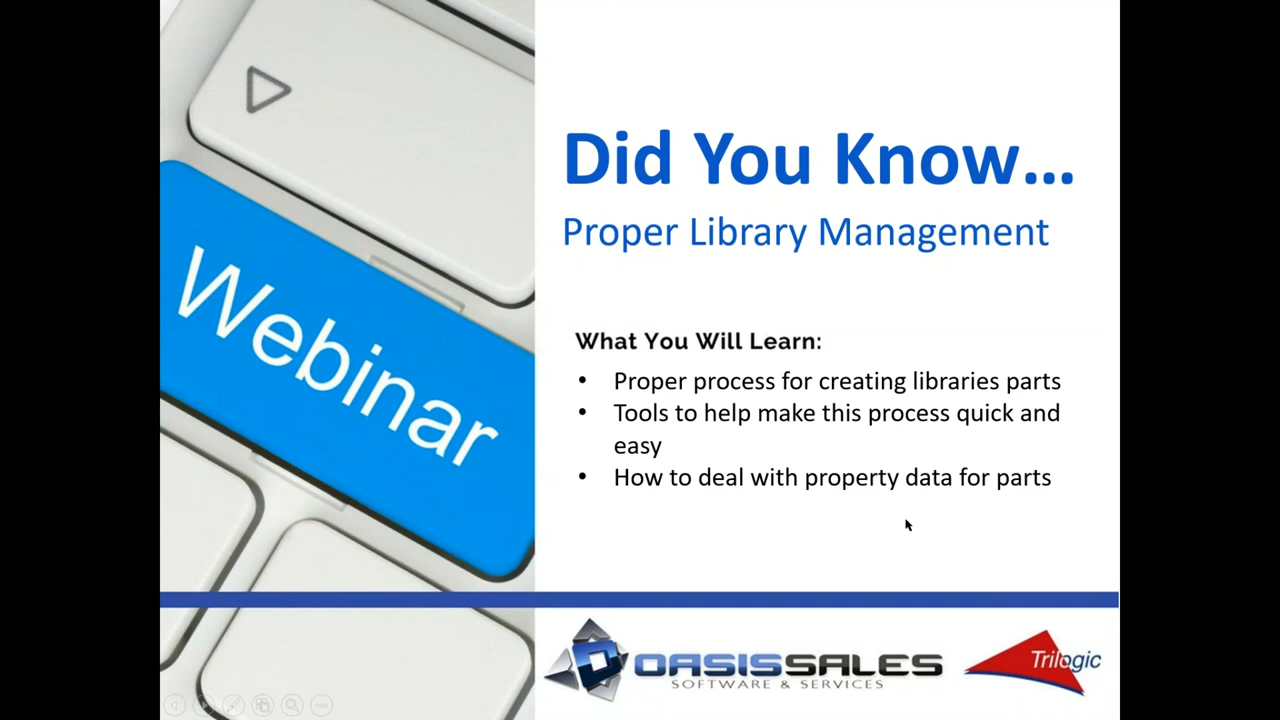 Webinar
Did You Know...
Proper Library Management
What You Will Learn:
• Proper process for creating libraries parts
• Tools to help make this process quick and
easy
• How to deal with property data for parts
OASISSALES
SOFTWARE & SERVICES
Trilogic